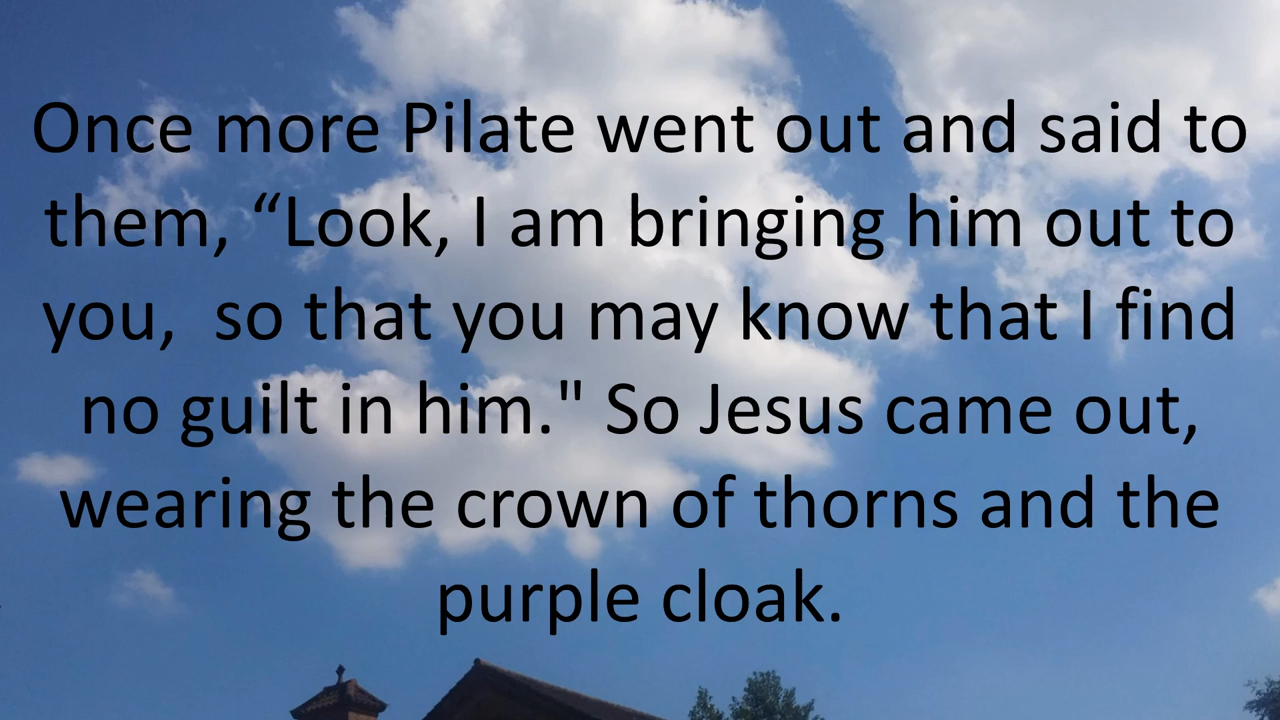 Once more Pilate went out and said to
them, “Look, I am bringing him out to
you,  so that you may know that I find
no guilt in him." So Jesus came out,
wearing the crown of thorns and the
purple cloak.